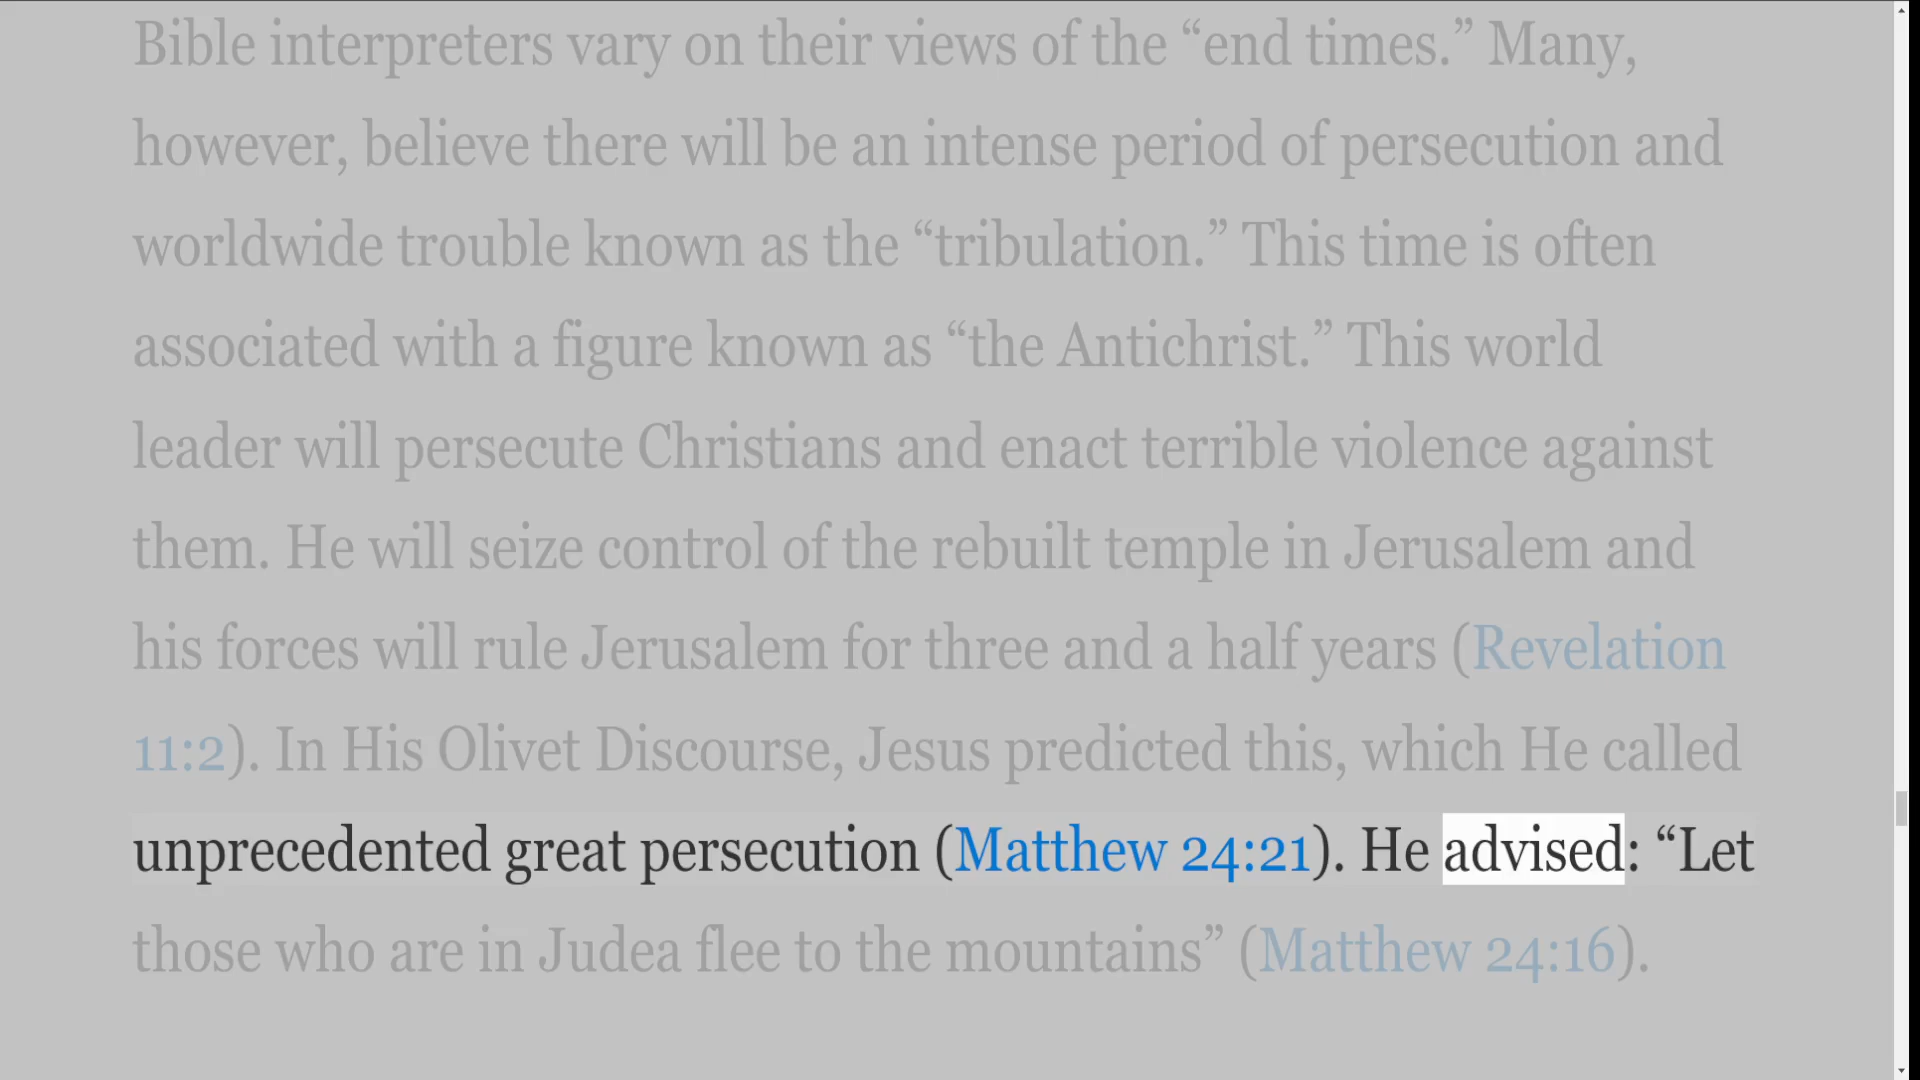 Bible interpreters vary on their views of the “end times.” Many,
however, believe there will be an intense period of persecution and
worldwide trouble known as the “tribulation.” This time is often
associated with a figure known as “the Antichrist.” This world
leader will persecute Christians and enact terrible violence against
them. He will seize control of the rebuilt temple in Jerusalem and
his forces will rule Jerusalem for three and a half years (Revelation
11:2). In His Olivet Discourse, Jesus predicted this, which He called
unprecedented great persecution (Matthew 24:21). He advised: “Let
those who are in Judea flee to the mountains” (Matthew 24:16).